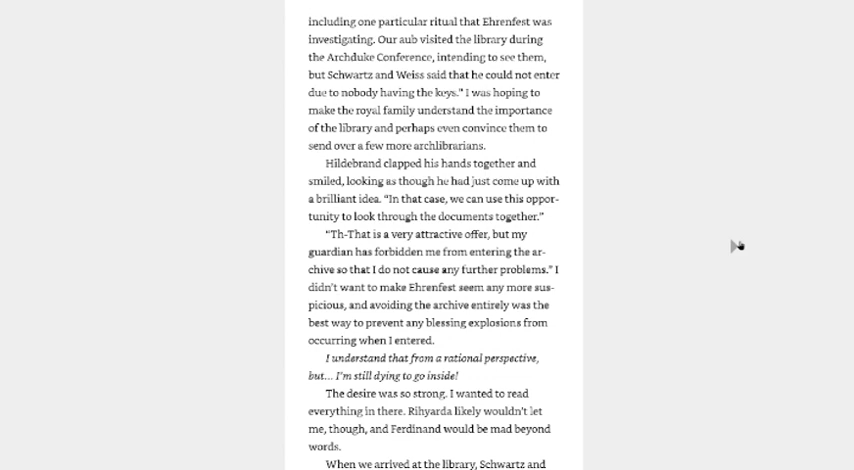 including one particular ritual that Ehrenfest was
investigating. Our aub visited the library during
the Archduke Conference, intending to see them,
but Schwartz and Weiss said that he could not enter
due to nobody having the keys.” I was hoping to
make the royal family understand the importance
of the library and perhaps even convince them to
send over a few more archlibrarians.
Hildebrand clapped his hands together and
smiled, looking as though he had just come up with
a brilliant idea. “In that case, we can use this oppor-
tunity to look through the documents together.”
“Th-That is a very attractive offer, but my
guardian has forbidden me from entering the ar-
chive so that I do not cause any further problems.” I
didn’t want to make Ehrenfest seem any more sus-
picious, and avoiding the archive entirely was the
best way to prevent any blessing explosions from
occurring when I entered.
I understand that from a rational perspective,
but... I’m still dying to go inside!
The desire was so strong. I wanted to read
everything in there. Rihyarda likely wouldn’t let
me, though, and Ferdinand would be mad beyond
words.
When we arrived at the library, Schwartz and